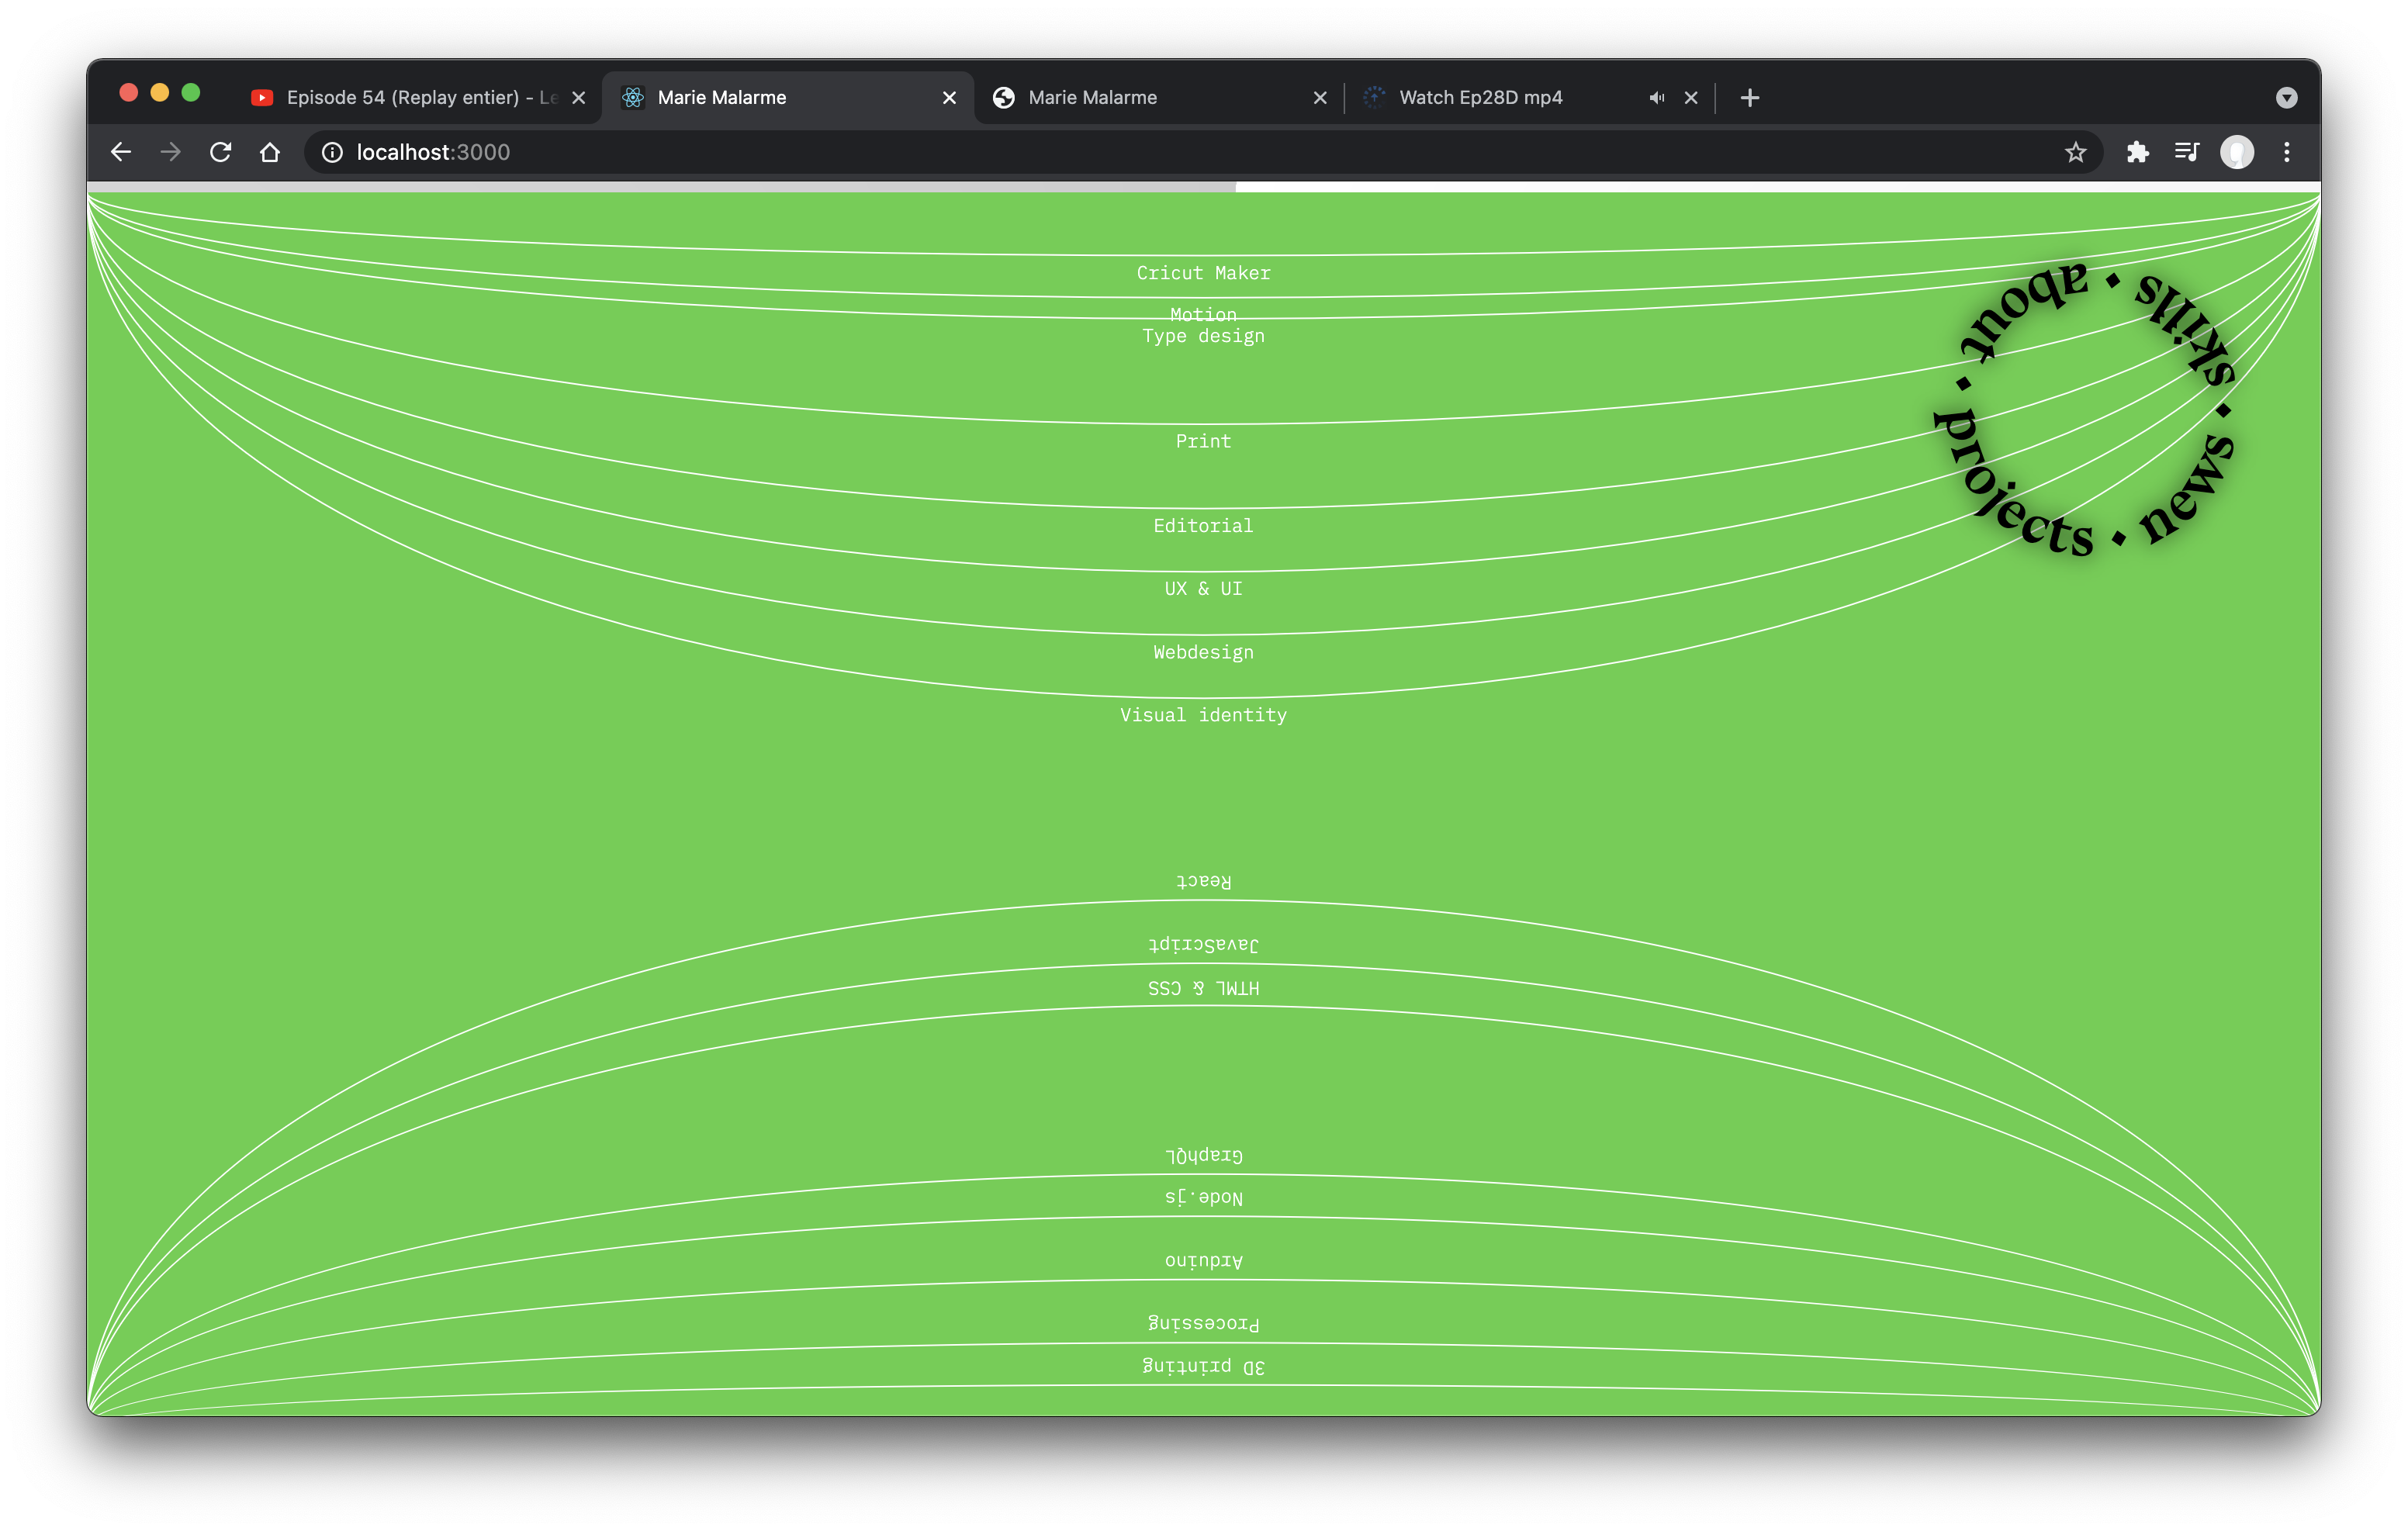 Episode 54 (Replay entier) - Le
Marie Malarme
Marie Malarme
Watch Ep28D mp4
localhost:3000
Cricut Maker
Motion
Type design
Print
Editorial
UX & UI
Webdesign
Visual identity
about · skills · news · projects ·
React
JavaScript
HTML & CSS
GraphQL
Node.js
Arduino
Processing
3D printing